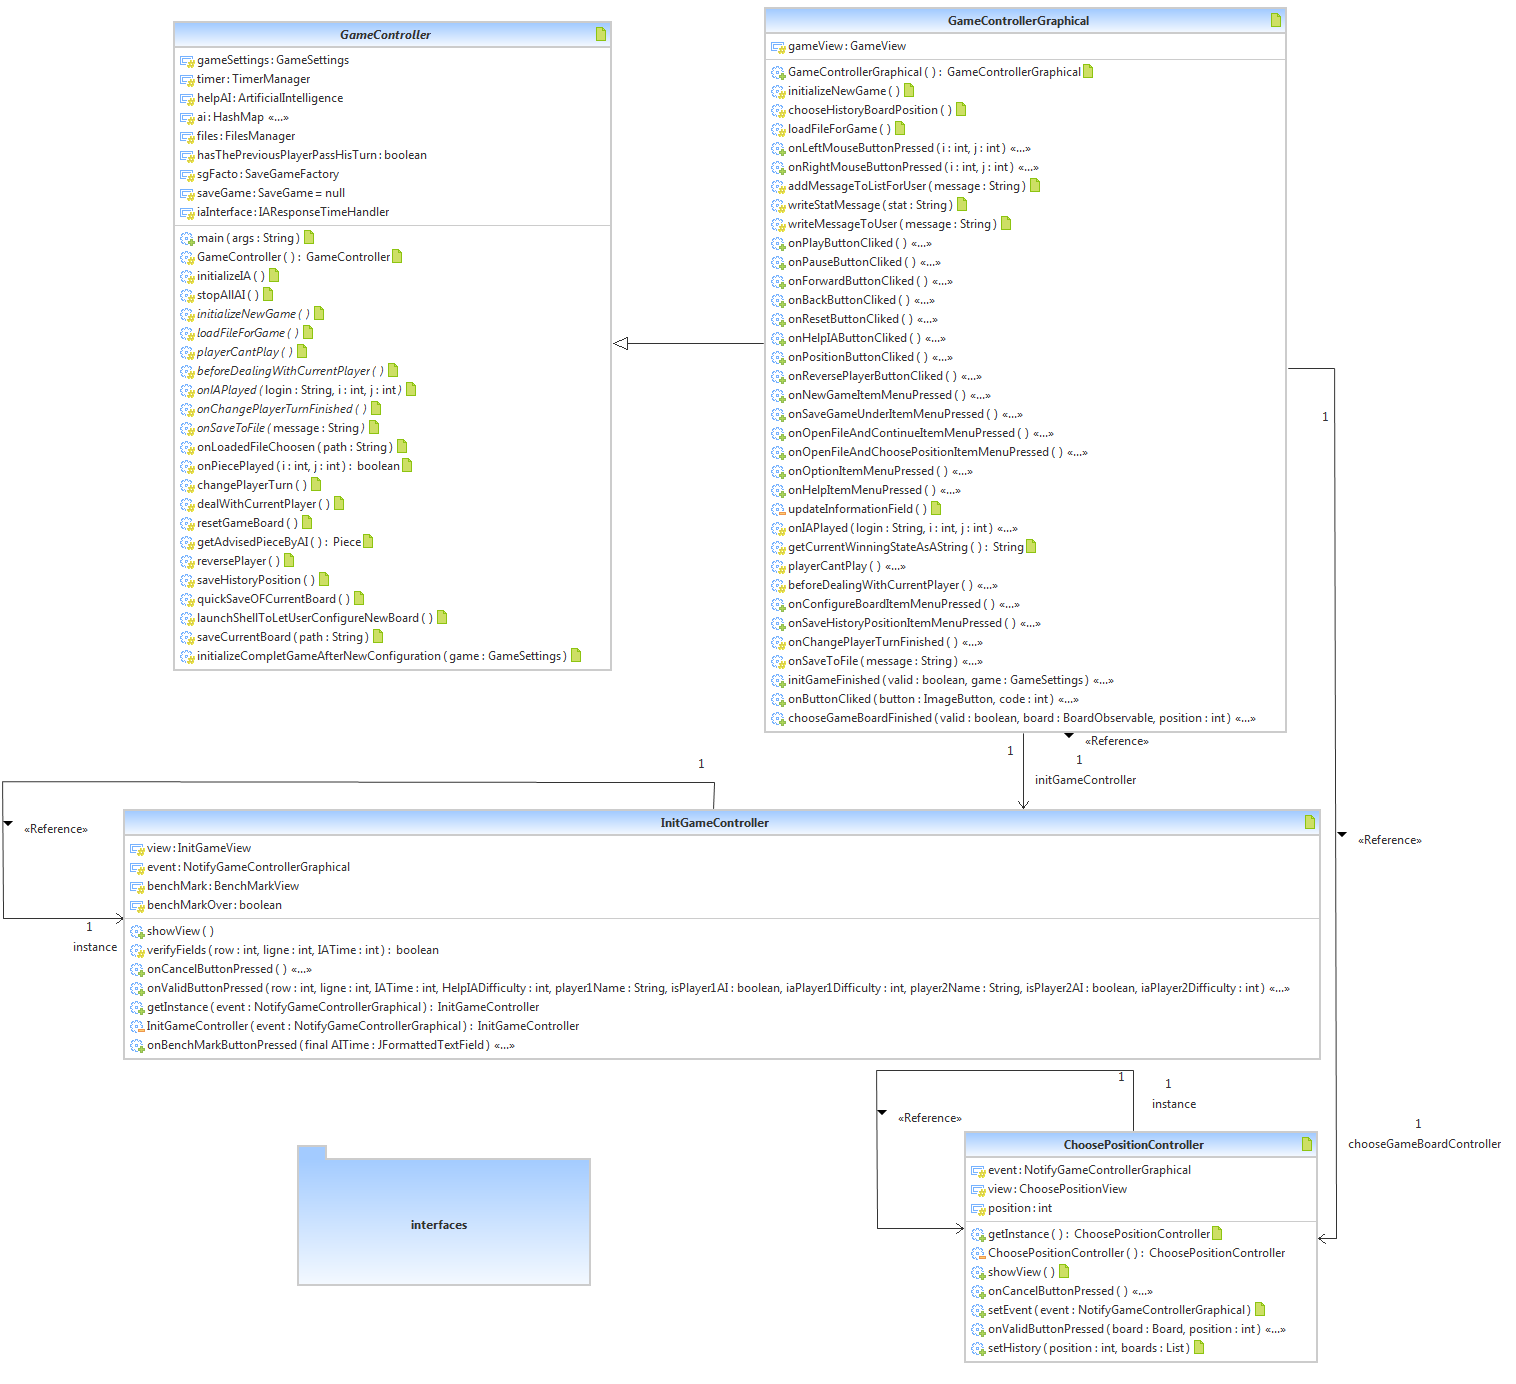 GameController
gameSettings : GameSettings
timer : TimerManager
helpAI : ArtificialIntelligence
ai : HashMap «...»
files : FilesManager
hasThePreviousPlayerPassHisTurn : boolean
sgFacto : SaveGameFactory
saveGame : SaveGame = null
iaInterface : IAResponseTimeHandler
main ( args : String )
GameController ( ) : GameController
initializeIA ( )
stopAllAI ( )
initializeNewGame ( )
loadFileForGame ( )
playerCantPlay ( )
beforeDealingWithCurrentPlayer ( )
onIAPlayed ( login : String, i : int, j : int )
onChangePlayerTurnFinished ( )
onSaveToFile ( message : String )
onLoadedFileChoosen ( path : String )
onPiecePlayed ( i : int, j : int ) : boolean
changePlayerTurn ( )
dealWithCurrentPlayer ( )
resetGameBoard ( )
getAdvisedPieceByAI ( ) : Piece
reversePlayer ( )
saveHistoryPosition ( )
quickSaveOFCurrentBoard ( )
launchShellToLetUserConfigureNewBoard ( )
saveCurrentBoard ( path : String )
initializeCompletGameAfterNewConfiguration ( game : GameSettings )
GameControllerGraphical
gameView : GameView
GameControllerGraphical ( ) : GameControllerGraphical
initializeNewGame ( )
chooseHistoryBoardPosition ( )
loadFileForGame ( )
onLeftMouseButtonPressed ( i : int, j : int ) «...»
onRightMouseButtonPressed ( i : int, j : int ) «...»
addMessageToListForUser ( message : String )
writeStatMessage ( stat : String )
writeMessageToUser ( message : String )
onPlayButtonCliked ( ) «...»
onPauseButtonCliked ( ) «...»
onForwardButtonCliked ( ) «...»
onBackButtonCliked ( ) «...»
onResetButtonCliked ( ) «...»
onHelpIAButtonCliked ( ) «...»
onPositionButtonCliked ( ) «...»
onReversePlayerButtonCliked ( ) «...»
onNewGameItemMenuPressed ( ) «...»
onSaveGameUnderItemMenuPressed ( ) «...»
onOpenFileAndContinueItemMenuPressed ( ) «...»
onOpenFileAndChoosePositionItemMenuPressed ( ) «...»
onOptionItemMenuPressed ( ) «...»
onHelpItemMenuPressed ( ) «...»
updateInformationField ( )
onIAPlayed ( login : String, i : int, j : int ) «...»
getCurrentWinningStateAsAString ( ) : String
playerCantPlay ( ) «...»
beforeDealingWithCurrentPlayer ( ) «...»
onConfigureBoardItemMenuPressed ( ) «...»
onSaveHistoryPositionItemMenuPressed ( ) «...»
onChangePlayerTurnFinished ( ) «...»
onSaveToFile ( message : String ) «...»
initGameFinished ( valid : boolean, game : GameSettings ) «...»
onButtonCliked ( button : ImageButton, code : int ) «...»
chooseGameBoardFinished ( valid : boolean, board : BoardObservable, position : int ) «...»
1
«Reference»
1
1
initGameController
1
«Reference»
1
instance
InitGameController
view : InitGameView
event : NotifyGameControllerGraphical
benchMark : BenchMarkView
benchMarkOver : boolean
showView ( )
verifyFields ( row : int, ligne : int, IATime : int ) : boolean
onCancelButtonPressed ( ) «...»
onValidButtonPressed ( row : int, ligne : int, IATime : int, HelpIADifficulty : int, player1Name : String, isPlayer1AI : boolean, iaPlayer1Difficulty : int, player2Name : String, isPlayer2AI : boolean, iaPlayer2Difficulty : int ) «...»
getInstance ( event : NotifyGameControllerGraphical ) : InitGameController
InitGameController ( event : NotifyGameControllerGraphical ) : InitGameController
onBenchMarkButtonPressed ( final AITime : JFormattedTextField ) «...»
«Reference»
1
chooseGameBoardController
1
1
instance
«Reference»
interfaces
ChoosePositionController
event : NotifyGameControllerGraphical
view : ChoosePositionView
position : int
getInstance ( ) : ChoosePositionController
ChoosePositionController ( ) : ChoosePositionController
showView ( )
onCancelButtonPressed ( ) «...»
setEvent ( event : NotifyGameControllerGraphical )
onValidButtonPressed ( board : Board, position : int ) «...»
setHistory ( position : int, boards : List )